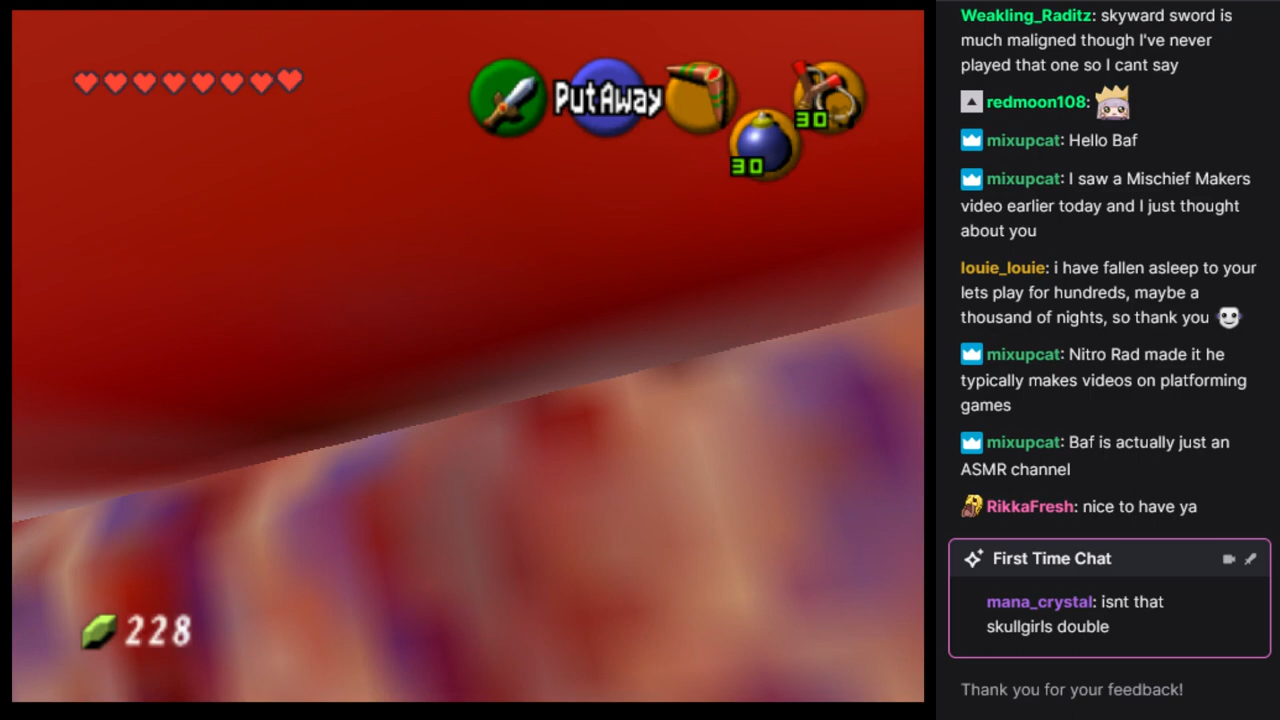 Put Away
30
30
228
Weakling_Raditz: skyward sword is
much maligned though I've never
played that one so I cant say
redmoon108:
mixupcat: Hello Baf
mixupcat: I saw a Mischief Makers
video earlier today and I just thought
about you
louie_louie: i have fallen asleep to your
lets play for hundreds, maybe a
thousand of nights, so thank you
mixupcat: Nitro Rad made it he
typically makes videos on platforming
games
mixupcat: Baf is actually just an
ASMR channel
RikkaFresh: nice to have ya
First Time Chat
mana_crystal: isnt that
skullgirls double
Thank you for your feedback!